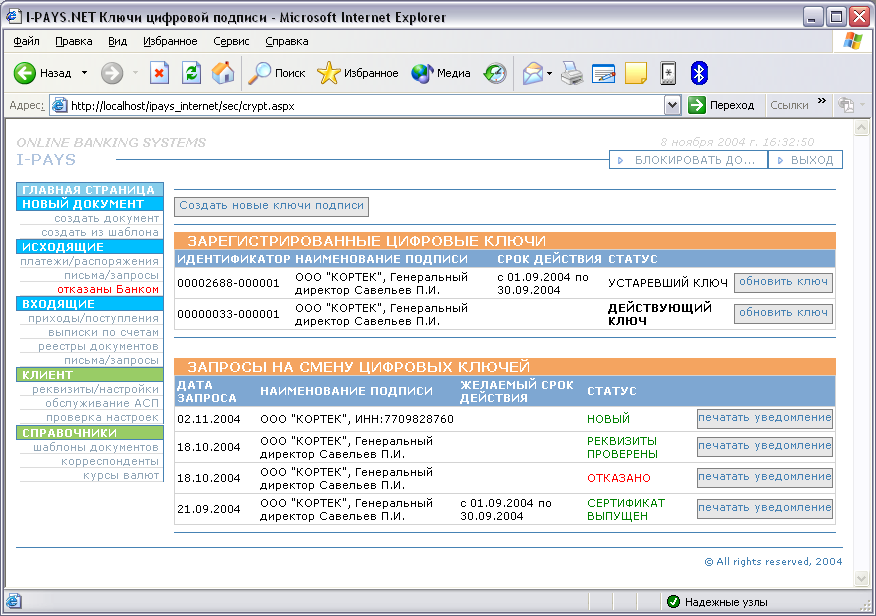 I-PAYS.NET Ключи цифровой подписи - Microsoft Internet Explorer
Файл Правка Вид Избранное Сервис Справка
Назад Поиск Избранное Медиа
Адрес: http://localhost/ipays_internet/sec/crypt.aspx Переход Ссылки »
ONLINE BANKING SYSTEMS
8 ноября 2004 г. 16:32:50
I-PAYS
БЛОКИРОВАТЬ ДО... ВЫХОД
ГЛАВНАЯ СТРАНИЦА
НОВЫЙ ДОКУМЕНТ
создать документ
создать из шаблона
ИСХОДЯЩИЕ
платежи/распоряжения
письма/запросы
отказаны Банком
ВХОДЯЩИЕ
приходы/поступления
выписки по счетам
реестры документов
письма/запросы
КЛИЕНТ
реквизиты/настройки
обслуживание АСП
проверка настроек
СПРАВОЧНИКИ
шаблоны документов
корреспонденты
курсы валют
Создать новые ключи подписи
ЗАРЕГИСТРИРОВАННЫЕ ЦИФРОВЫЕ КЛЮЧИ
ИДЕНТИФИКАТОР НАИМЕНОВАНИЕ ПОДПИСИ СРОК ДЕЙСТВИЯ СТАТУС
00002688-000001 ООО "КОРТЕК", Генеральный директор Савельев П.И. с 01.09.2004 по 30.09.2004 УСТАРЕВШИЙ КЛЮЧ обновить ключ
00000033-000001 ООО "КОРТЕК", Генеральный директор Савельев П.И. ДЕЙСТВУЮЩИЙ КЛЮЧ обновить ключ
ЗАПРОСЫ НА СМЕНУ ЦИФРОВЫХ КЛЮЧЕЙ
ДАТА ЗАПРОСА НАИМЕНОВАНИЕ ПОДПИСИ ЖЕЛАЕМЫЙ СРОК ДЕЙСТВИЯ СТАТУС
02.11.2004 ООО "КОРТЕК", ИНН:7709828760 НОВЫЙ печатать уведомление
18.10.2004 ООО "КОРТЕК", Генеральный директор Савельев П.И. РЕКВИЗИТЫ ПРОВЕРЕНЫ печатать уведомление
18.10.2004 ООО "КОРТЕК", Генеральный директор Савельев П.И. ОТКАЗАНО печатать уведомление
21.09.2004 ООО "КОРТЕК", Генеральный директор Савельев П.И. с 01.09.2004 по 30.09.2004 СЕРТИФИКАТ ВЫПУЩЕН печатать уведомление
© All rights reserved, 2004
Надежные узлы